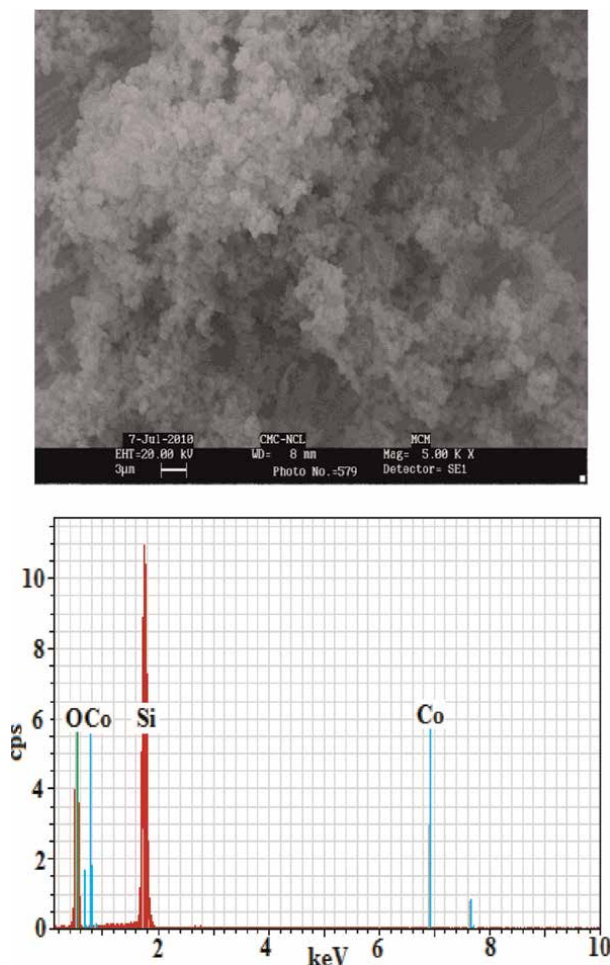 7-Jul-2010 CMC-NCL MCM
EHT=20.00 kV WD= 8 mm Mag= 5.00 K X
3µm Photo No.=579 Detector= SE1
10
8
6
4
2
0
cps
O Co Si Co
2 4 6 8 10
keV